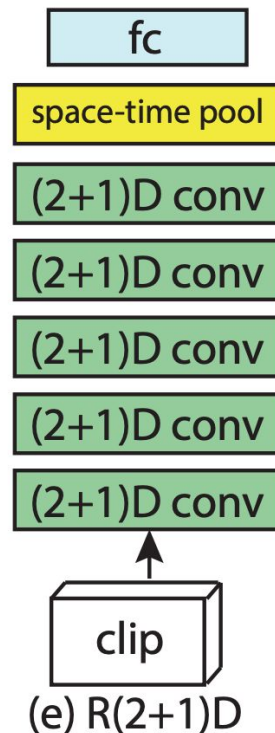 fc
space-time pool
(2+1)D conv
(2+1)D conv
(2+1)D conv
(2+1)D conv
(2+1)D conv
clip
(e) R(2+1)D